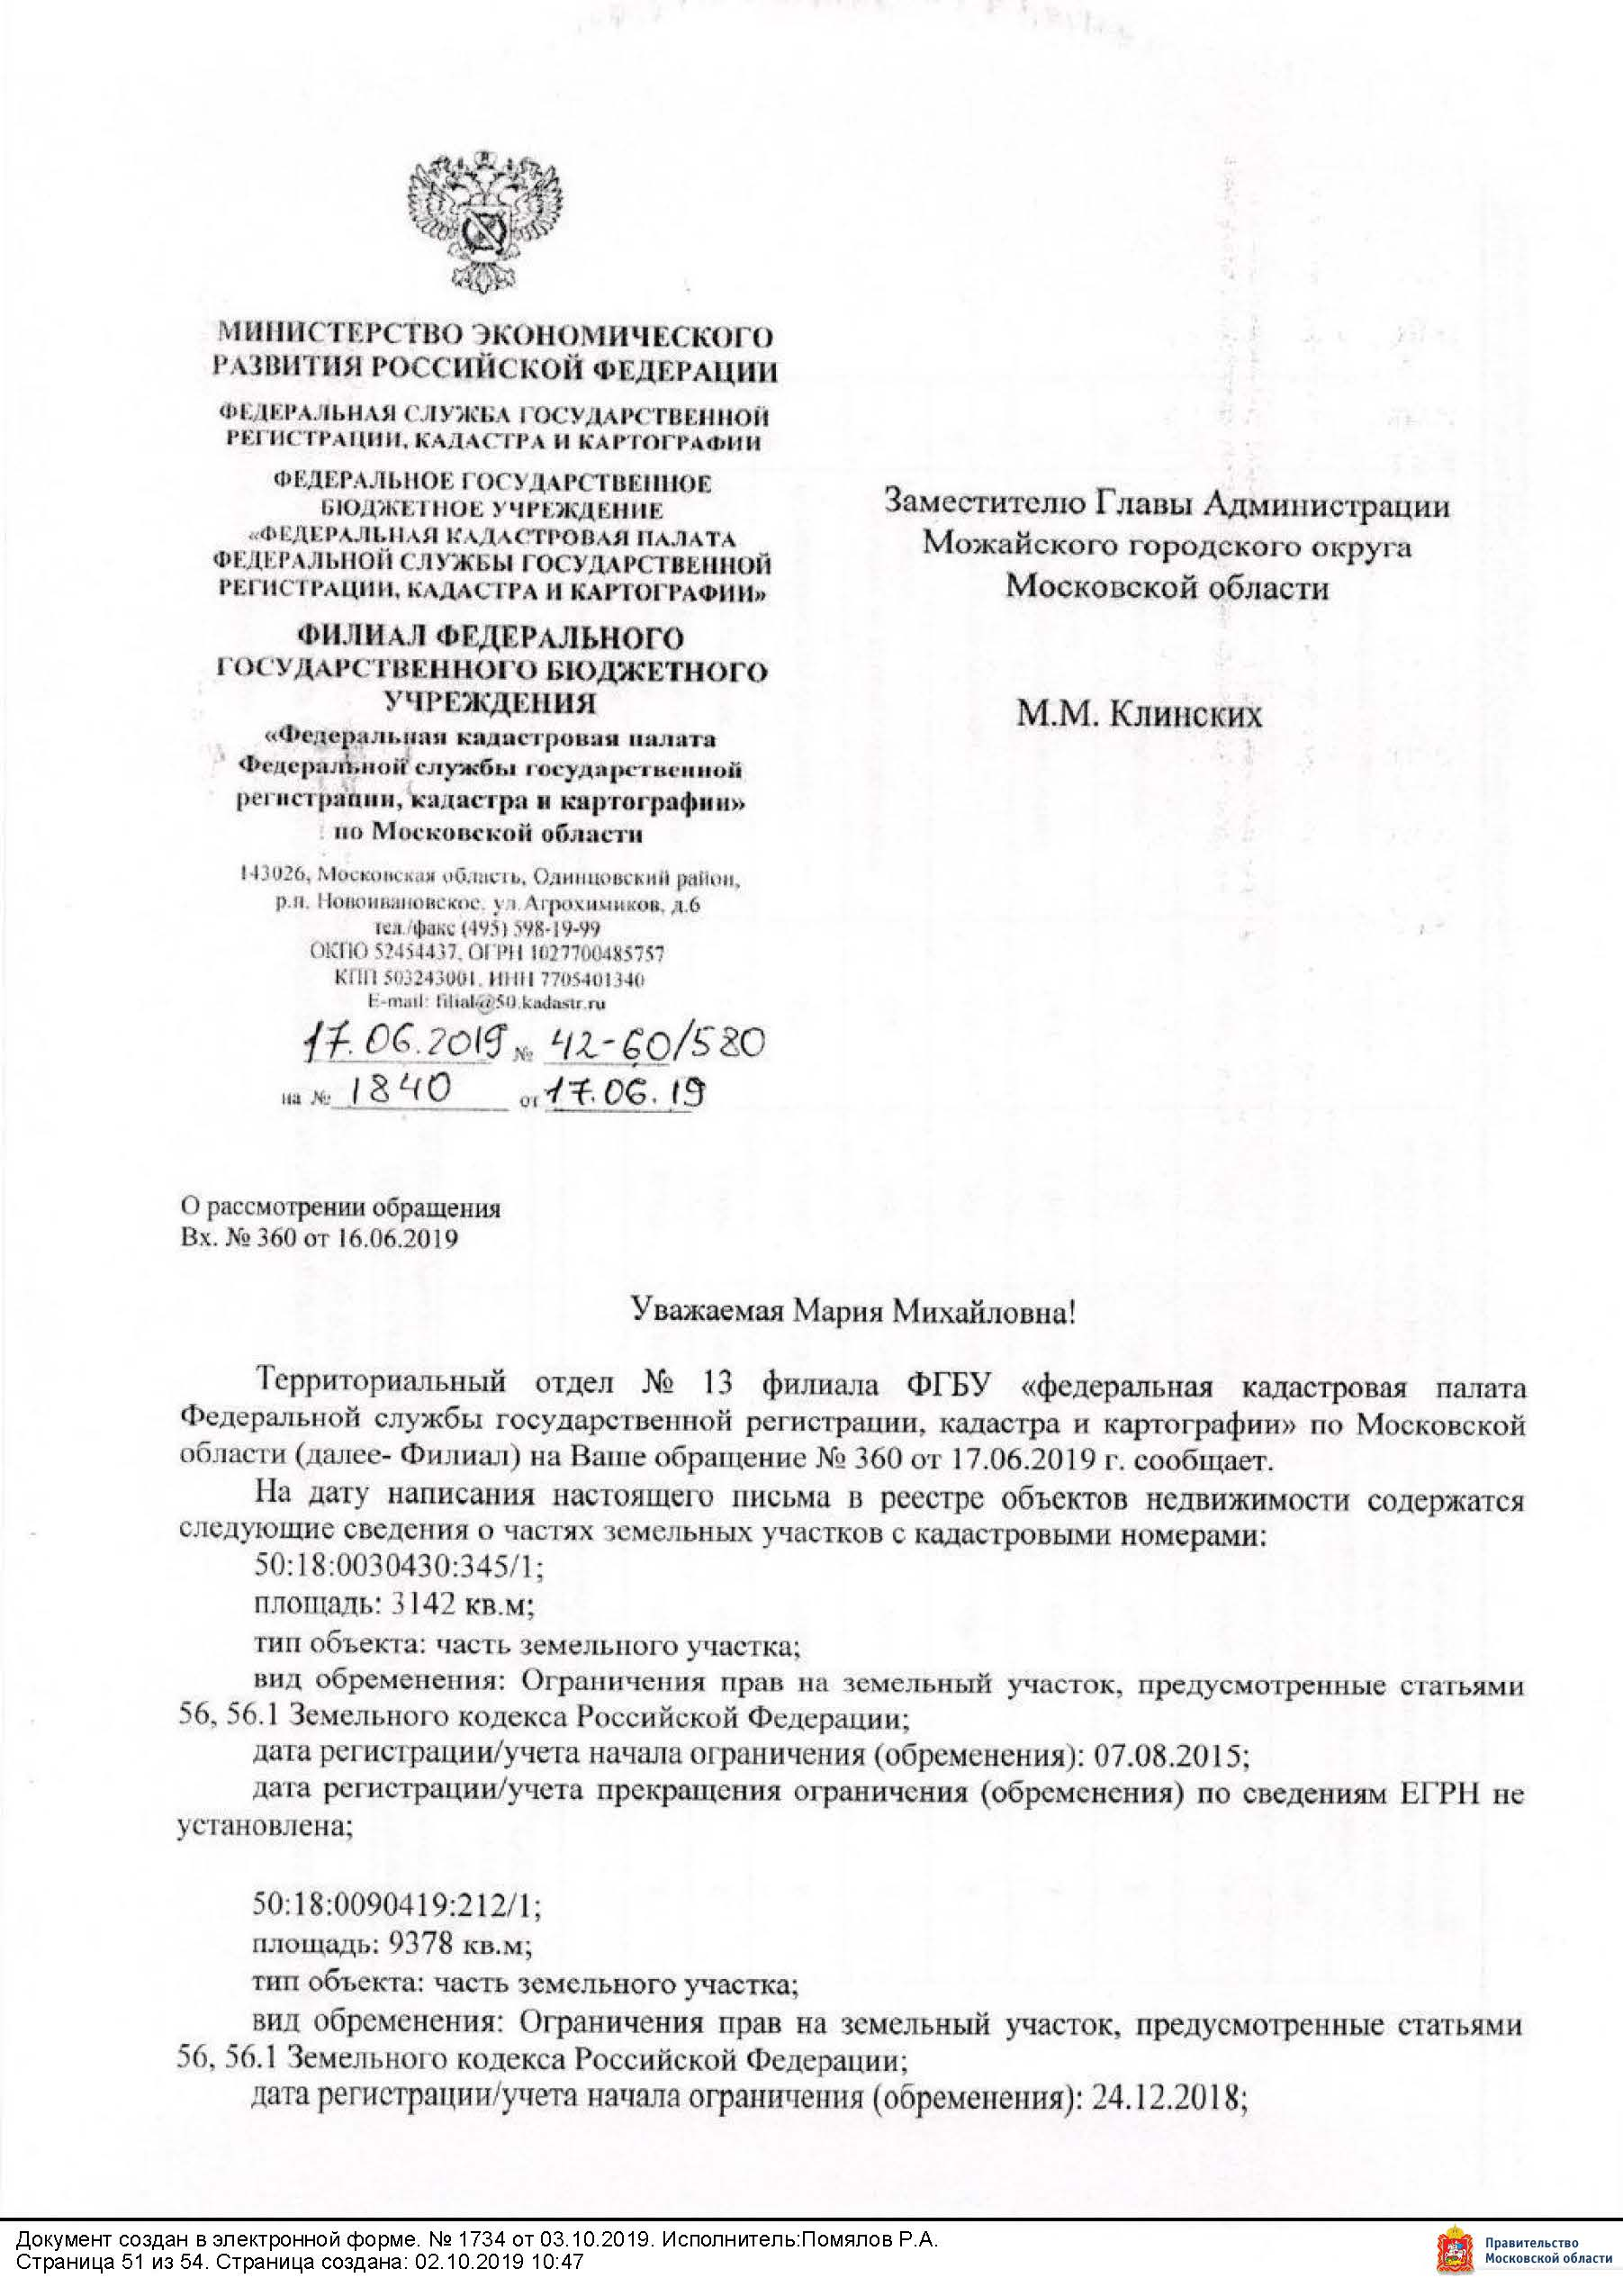 МИНИСТЕРСТВО ЭКОНОМИЧЕСКОГО
РАЗВИТИЯ РОССИЙСКОЙ ФЕДЕРАЦИИ
ФЕДЕРАЛЬНАЯ СЛУЖБА ГОСУДАРСТВЕННОЙ
РЕГИСТРАЦИИ, КАДАСТРА И КАРТОГРАФИИ
ФЕДЕРАЛЬНОЕ ГОСУДАРСТВЕННОЕ
БЮДЖЕТНОЕ УЧРЕЖДЕНИЕ
«ФЕДЕРАЛЬНАЯ КАДАСТРОВАЯ ПАЛАТА
ФЕДЕРАЛЬНОЙ СЛУЖБЫ ГОСУДАРСТВЕННОЙ
РЕГИСТРАЦИИ, КАДАСТРА И КАРТОГРАФИИ»
ФИЛИАЛ ФЕДЕРАЛЬНОГО
ГОСУДАРСТВЕННОГО БЮДЖЕТНОГО
УЧРЕЖДЕНИЯ
«Федеральная кадастровая палата
Федеральной службы государственной
регистрации, кадастра и картографии»
по Московской области
143026, Московская область, Одинцовский район,
р.п. Новоивановское, ул.Агрохимиков, д.6
тел./факс (495) 598-19-99
ОКПО 52454437, ОГРН 1027700485757
КПП 503243001, ИНН 7705401340
E-mail: filial@50.kadastr.ru
17.06.2019 № 42-60/580
на № 1840 от 17.06.19
Заместителю Главы Администрации
Можайского городского округа
Московской области
М.М. Клинских
О рассмотрении обращения
Вх. № 360 от 16.06.2019
Уважаемая Мария Михайловна!
Территориальный отдел № 13 филиала ФГБУ «федеральная кадастровая палата
Федеральной службы государственной регистрации, кадастра и картографии» по Московской
области (далее- Филиал) на Ваше обращение № 360 от 17.06.2019 г. сообщает.
На дату написания настоящего письма в реестре объектов недвижимости содержатся
следующие сведения о частях земельных участков с кадастровыми номерами:
50:18:0030430:345/1;
площадь: 3142 кв.м;
тип объекта: часть земельного участка;
вид обременения: Ограничения прав на земельный участок, предусмотренные статьями
56, 56.1 Земельного кодекса Российской Федерации;
дата регистрации/учета начала ограничения (обременения): 07.08.2015;
дата регистрации/учета прекращения ограничения (обременения) по сведениям ЕГРН не
установлена;
50:18:0090419:212/1;
площадь: 9378 кв.м;
тип объекта: часть земельного участка;
вид обременения: Ограничения прав на земельный участок, предусмотренные статьями
56, 56.1 Земельного кодекса Российской Федерации;
дата регистрации/учета начала ограничения (обременения): 24.12.2018;
Документ создан в электронной форме. № 1734 от 03.10.2019. Исполнитель:Помялов Р.А.
Страница 51 из 54. Страница создана: 02.10.2019 10:47
Правительство
Московской области